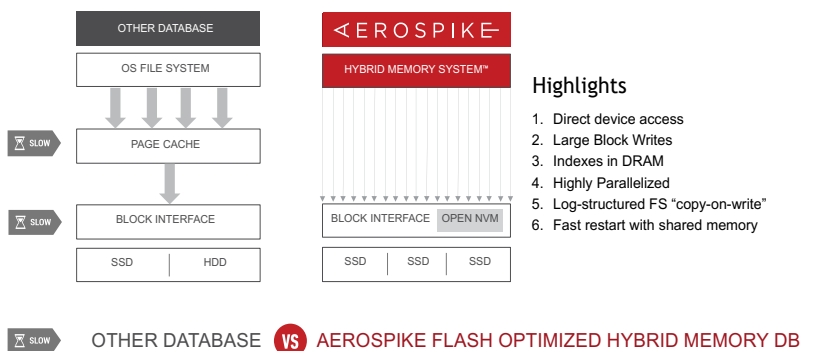 OTHER DATABASE
OS FILE SYSTEM
SLOW
PAGE CACHE
SLOW
BLOCK INTERFACE
SSD HDD
AEROSPIKE
HYBRID MEMORY SYSTEM™
BLOCK INTERFACE OPEN NVM
SSD SSD SSD
Highlights
1. Direct device access
2. Large Block Writes
3. Indexes in DRAM
4. Highly Parallelized
5. Log-structured FS “copy-on-write”
6. Fast restart with shared memory
SLOW OTHER DATABASE VS AEROSPIKE FLASH OPTIMIZED HYBRID MEMORY DB